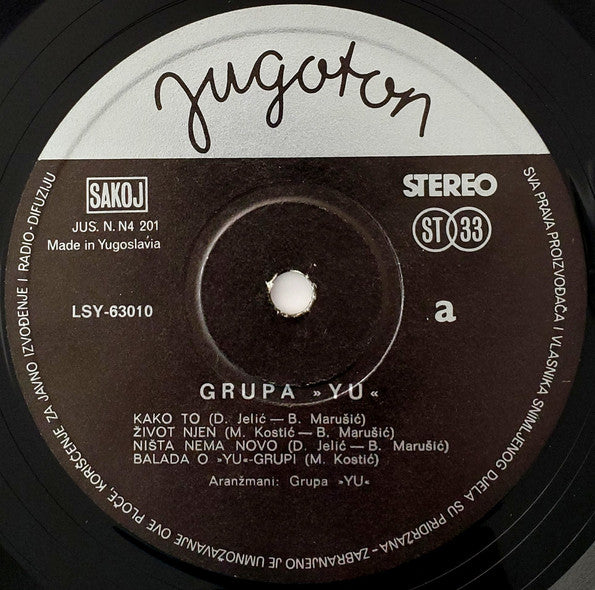 jugoton
SAKOJ
JUS. N. N4 201
Made in Yugoslavia
STEREO
ST 33
LSY-63010
a
GRUPA »YU«
KAKO TO (D. Jelić — B. Marušić)
ŽIVOT NJEN (M. Kostić — B. Marušić)
NIŠTA NEMA NOVO (D. Jelić — B. Marušić)
BALADA O »YU«-GRUPI (M. Kostić)
Aranžmani: Grupa »YU«
SVA PRAVA PROIZVOĐAČA I VLASNIKA SNIMLJENOG DJELA SU PRIDRŽANA - ZABRANJENO JE UMNOŽAVANJE OVE PLOČE, KORIŠĆENJE ZA JAVNO IZVOĐENJE I RADIO - DIFUZIJU